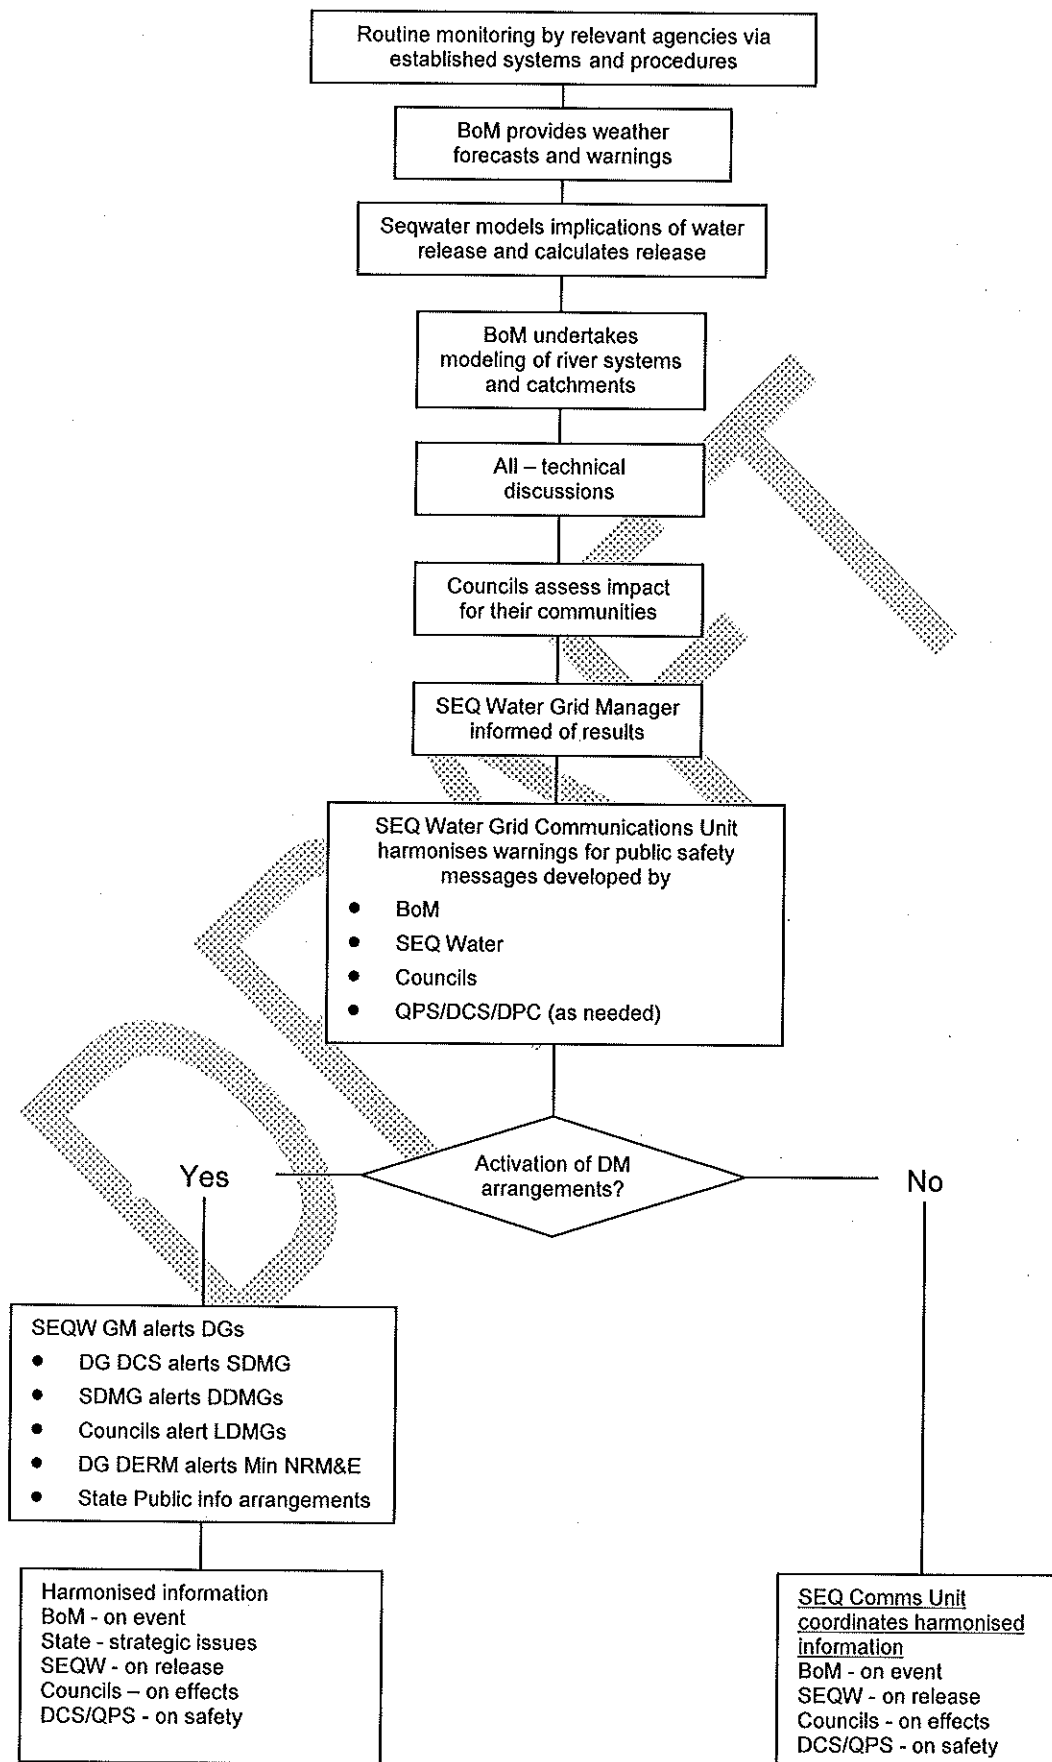 Routine monitoring by relevant agencies via
established systems and procedures
BoM provides weather
forecasts and warnings
Seqwater models implications of water
release and calculates release
BoM undertakes
modeling of river systems
and catchments
All – technical
discussions
Councils assess impact
for their communities
SEQ Water Grid Manager
informed of results
SEQ Water Grid Communications Unit
harmonises warnings for public safety
messages developed by
● BoM
● SEQ Water
● Councils
● QPS/DCS/DPC (as needed)
Activation of DM
arrangements?
Yes
No
SEQW GM alerts DGs
● DG DCS alerts SDMG
● SDMG alerts DDMGs
● Councils alert LDMGs
● DG DERM alerts Min NRM&E
● State Public info arrangements
Harmonised information
BoM - on event
State - strategic issues
SEQW - on release
Councils – on effects
DCS/QPS - on safety
SEQ Comms Unit
coordinates harmonised
information
BoM - on event
SEQW - on release
Councils - on effects
DCS/QPS - on safety
DRAFT